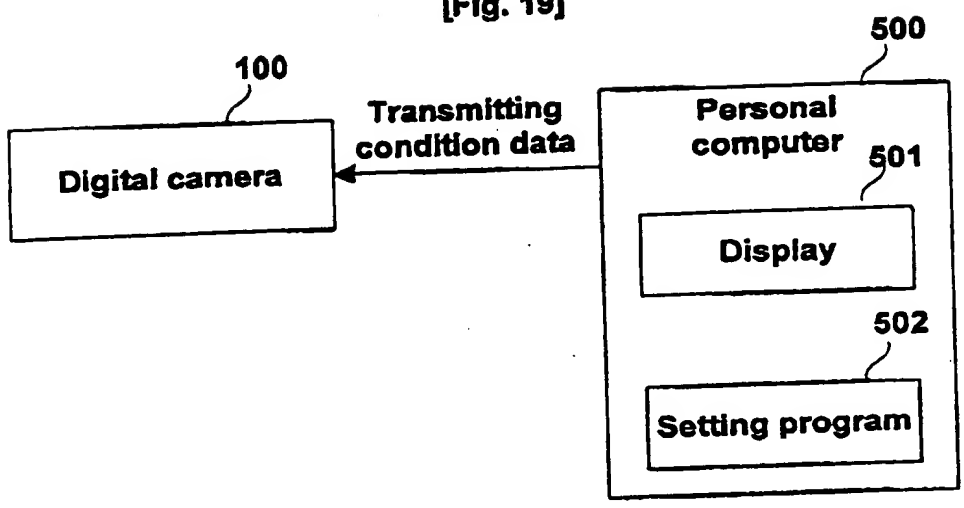 [Fig. 19]
500
100
Transmitting
condition data
Personal
computer
501
Digital camera
Display
502
Setting program